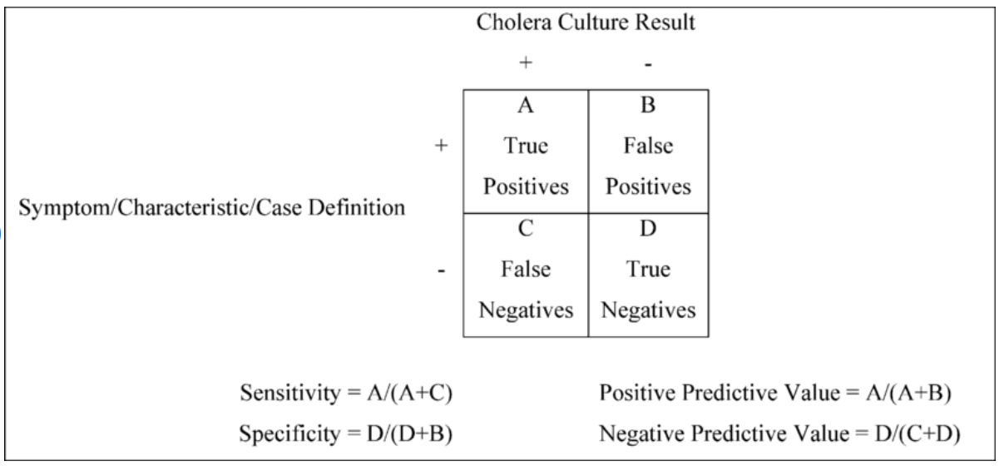 Cholera Culture Result
+ -
A B
+ True False
Positives Positives
Symptom/Characteristic/Case Definition
C D
- False True
Negatives Negatives
Sensitivity = A/(A+C) Positive Predictive Value = A/(A+B)
Specificity = D/(D+B) Negative Predictive Value = D/(C+D)